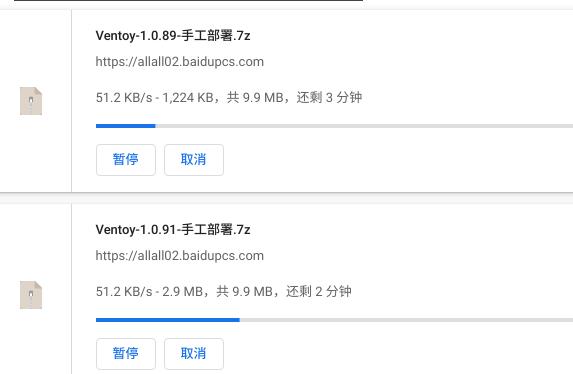 Ventoy-1.0.89-手工部署.7z
https://allall02.baidupcs.com
51.2 KB/s - 1,224 KB，共 9.9 MB，还剩 3 分钟
暂停 取消
Ventoy-1.0.91-手工部署.7z
https://allall02.baidupcs.com
51.2 KB/s - 2.9 MB，共 9.9 MB，还剩 2 分钟
暂停 取消